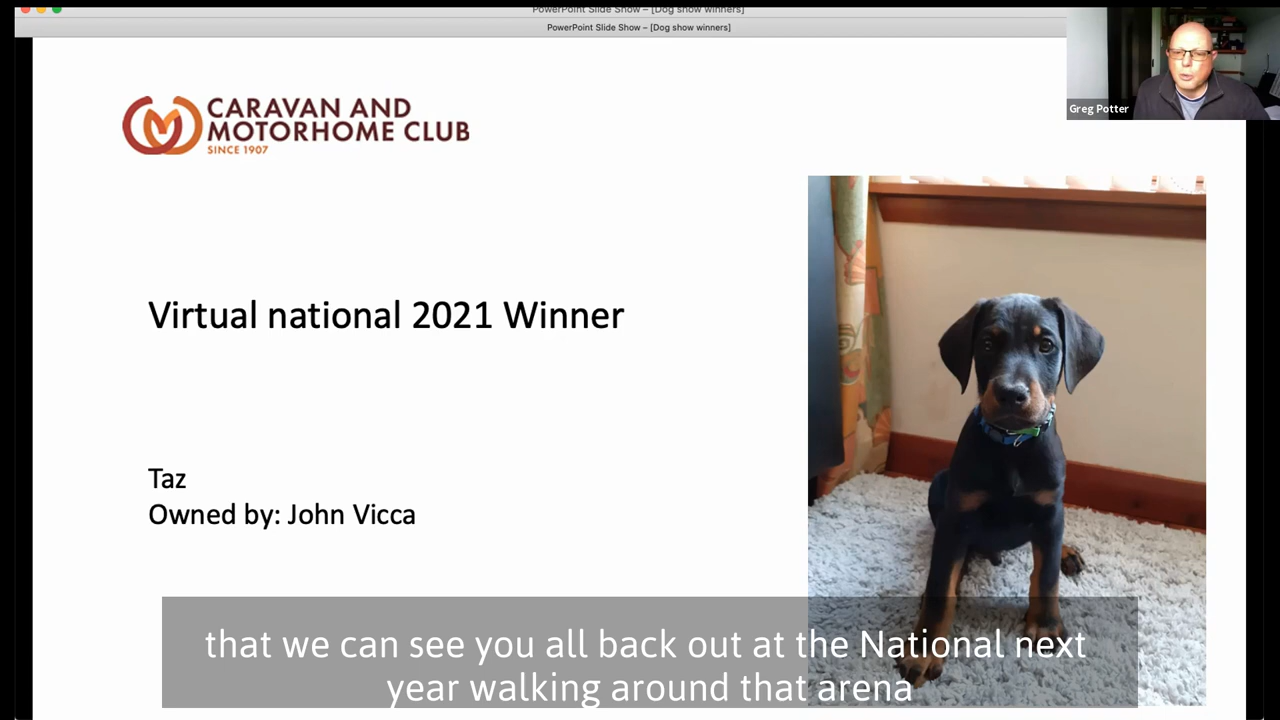 PowerPoint Slide Show – [Dog show winners]
PowerPoint Slide Show – [Dog show winners]
Greg Potter
CARAVAN AND
MOTORHOME CLUB
SINCE 1907
Virtual national 2021 Winner
Taz
Owned by: John Vicca
that we can see you all back out at the National next
year walking around that arena